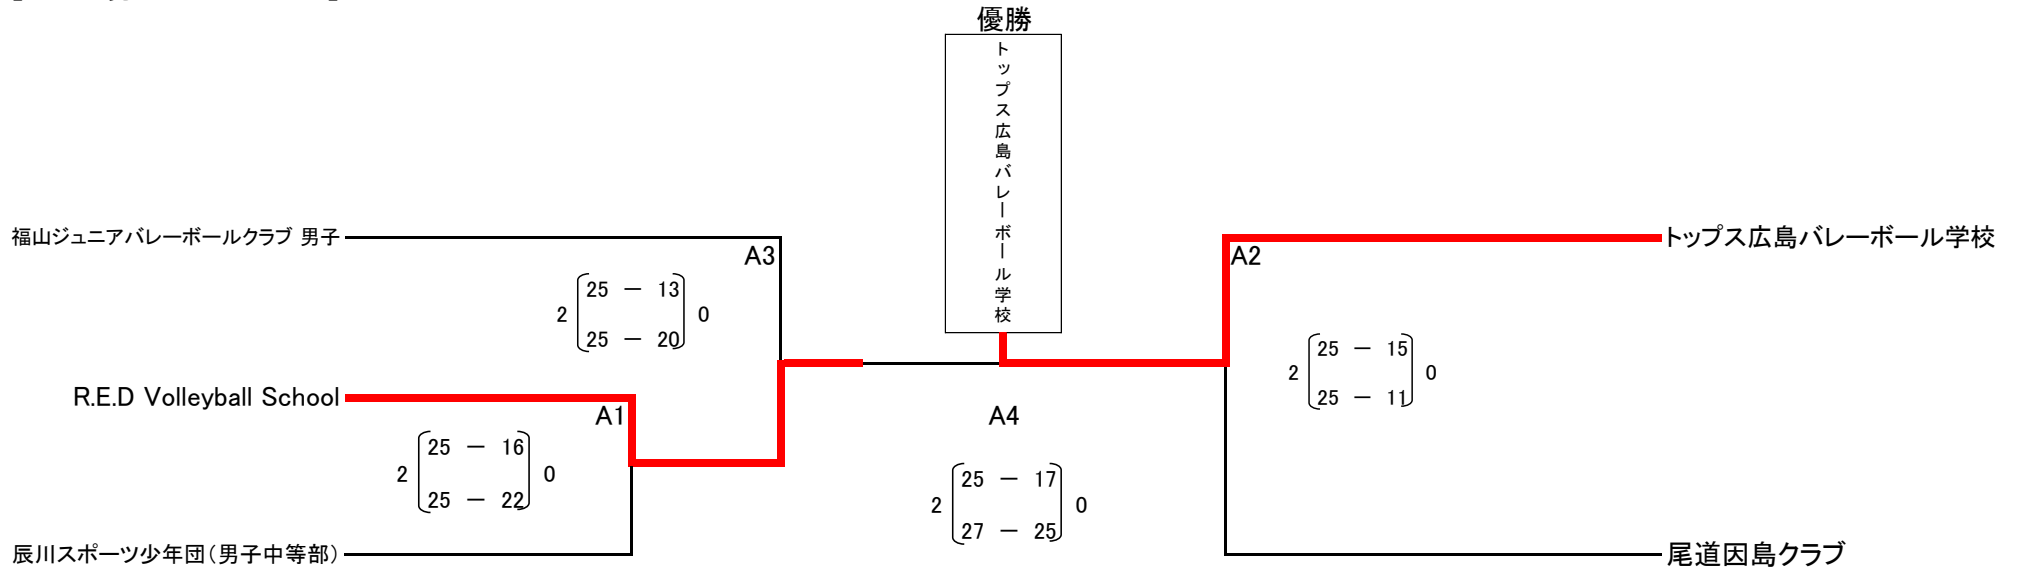 優勝
トップス広島バレーボール学校
福山ジュニアバレーボールクラブ 男子
A3
2 25 － 13 0
25 － 20
R.E.D Volleyball School
A1
2 25 － 16 0
25 － 22
辰川スポーツ少年団（男子中等部）
A4
2 25 － 17 0
27 － 25
トップス広島バレーボール学校
A2
2 25 － 15 0
25 － 11
尾道因島クラブ